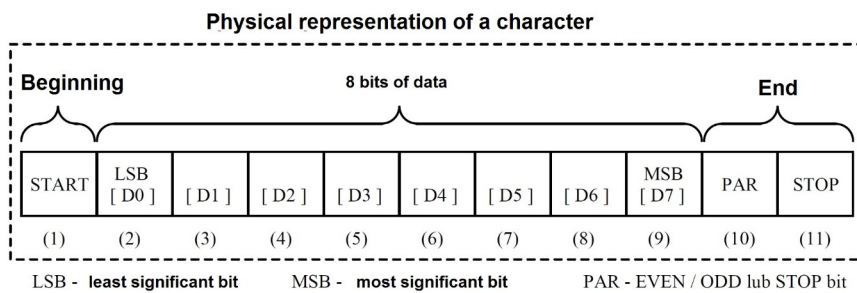 Physical representation of a character
Beginning
8 bits of data
End
START
LSB
[ D0 ]
[ D1 ]
[ D2 ]
[ D3 ]
[ D4 ]
[ D5 ]
[ D6 ]
MSB
[ D7 ]
PAR
STOP
(1) (2) (3) (4) (5) (6) (7) (8) (9) (10) (11)
LSB - least significant bit MSB - most significant bit PAR - EVEN / ODD lub STOP bit